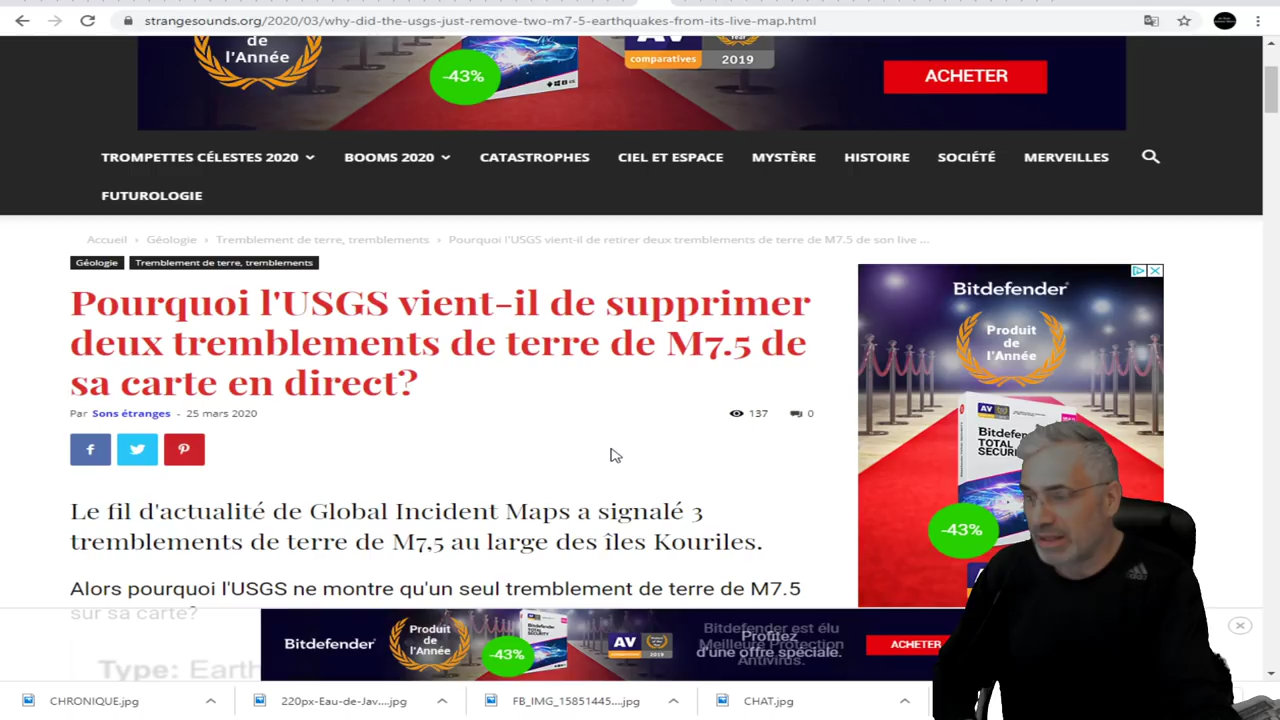 strangesounds.org/2020/03/why-did-the-usgs-just-remove-two-m7-5-earthquakes-from-its-live-map.html
de
l'Année
-43%
AV
comparatives
2019
ACHETER
TROMPETTES CÉLESTES 2020
BOOMS 2020
CATASTROPHES
CIEL ET ESPACE
MYSTÈRE
HISTOIRE
SOCIÉTÉ
MERVEILLES
FUTUROLOGIE
Accueil › Géologie › Tremblement de terre, tremblements › Pourquoi l'USGS vient-il de retirer deux tremblements de terre de M7.5 de son live ...
Géologie
Tremblement de terre, tremblements
Pourquoi l'USGS vient-il de supprimer
deux tremblements de terre de M7.5 de
sa carte en direct?
Par Sons étranges - 25 mars 2020
137
0
Le fil d'actualité de Global Incident Maps a signalé 3
tremblements de terre de M7,5 au large des îles Kouriles.
Alors pourquoi l'USGS ne montre qu'un seul tremblement de terre de M7.5
sur sa carte?
Type: Earth
Bitdefender
Produit
de
l'Année
AV
Bitdefender
TOTAL
SECURITY
-43%
Bitdefender
Produit
de
l'Année
-43%
AV
2019
Bitdefender est élu
Meilleure Protection
Antivirus.
Profitez
d'une offre spéciale.
ACHETER
CHRONIQUE.jpg
220px-Eau-de-Jav....jpg
FB_IMG_15851445....jpg
CHAT.jpg